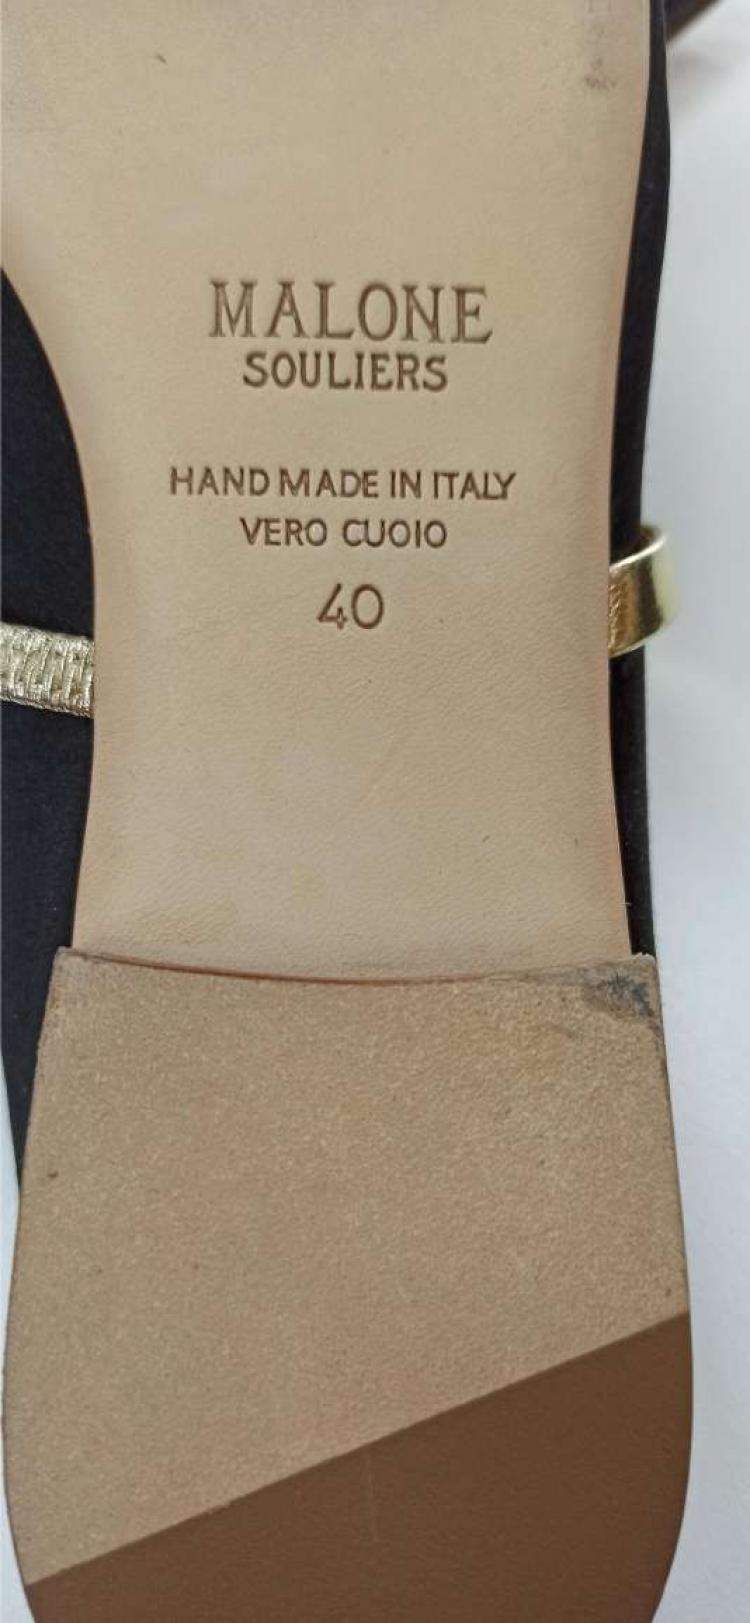 MALONE
SOULIERS
HAND MADE IN ITALY
VERO CUOIO
40